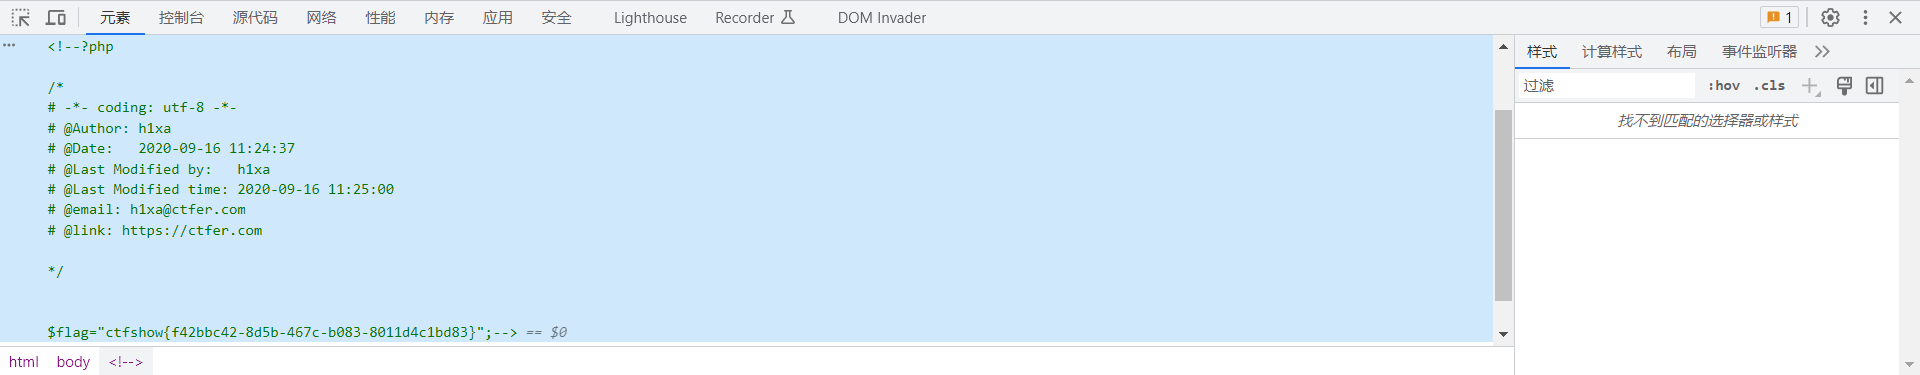 元素 控制台 源代码 网络 性能 内存 应用 安全 Lighthouse Recorder DOM Invader 1
<!--?php
/*
# -*- coding: utf-8 -*-
# @Author: h1xa
# @Date:   2020-09-16 11:24:37
# @Last Modified by:   h1xa
# @Last Modified time: 2020-09-16 11:25:00
# @email: h1xa@ctfer.com
# @link: https://ctfer.com
*/
$flag="ctfshow{f42bbc42-8d5b-467c-b083-8011d4c1bd83}";--> == $0
html body <!-->
样式 计算样式 布局 事件监听器
过滤 :hov .cls
找不到匹配的选择器或样式